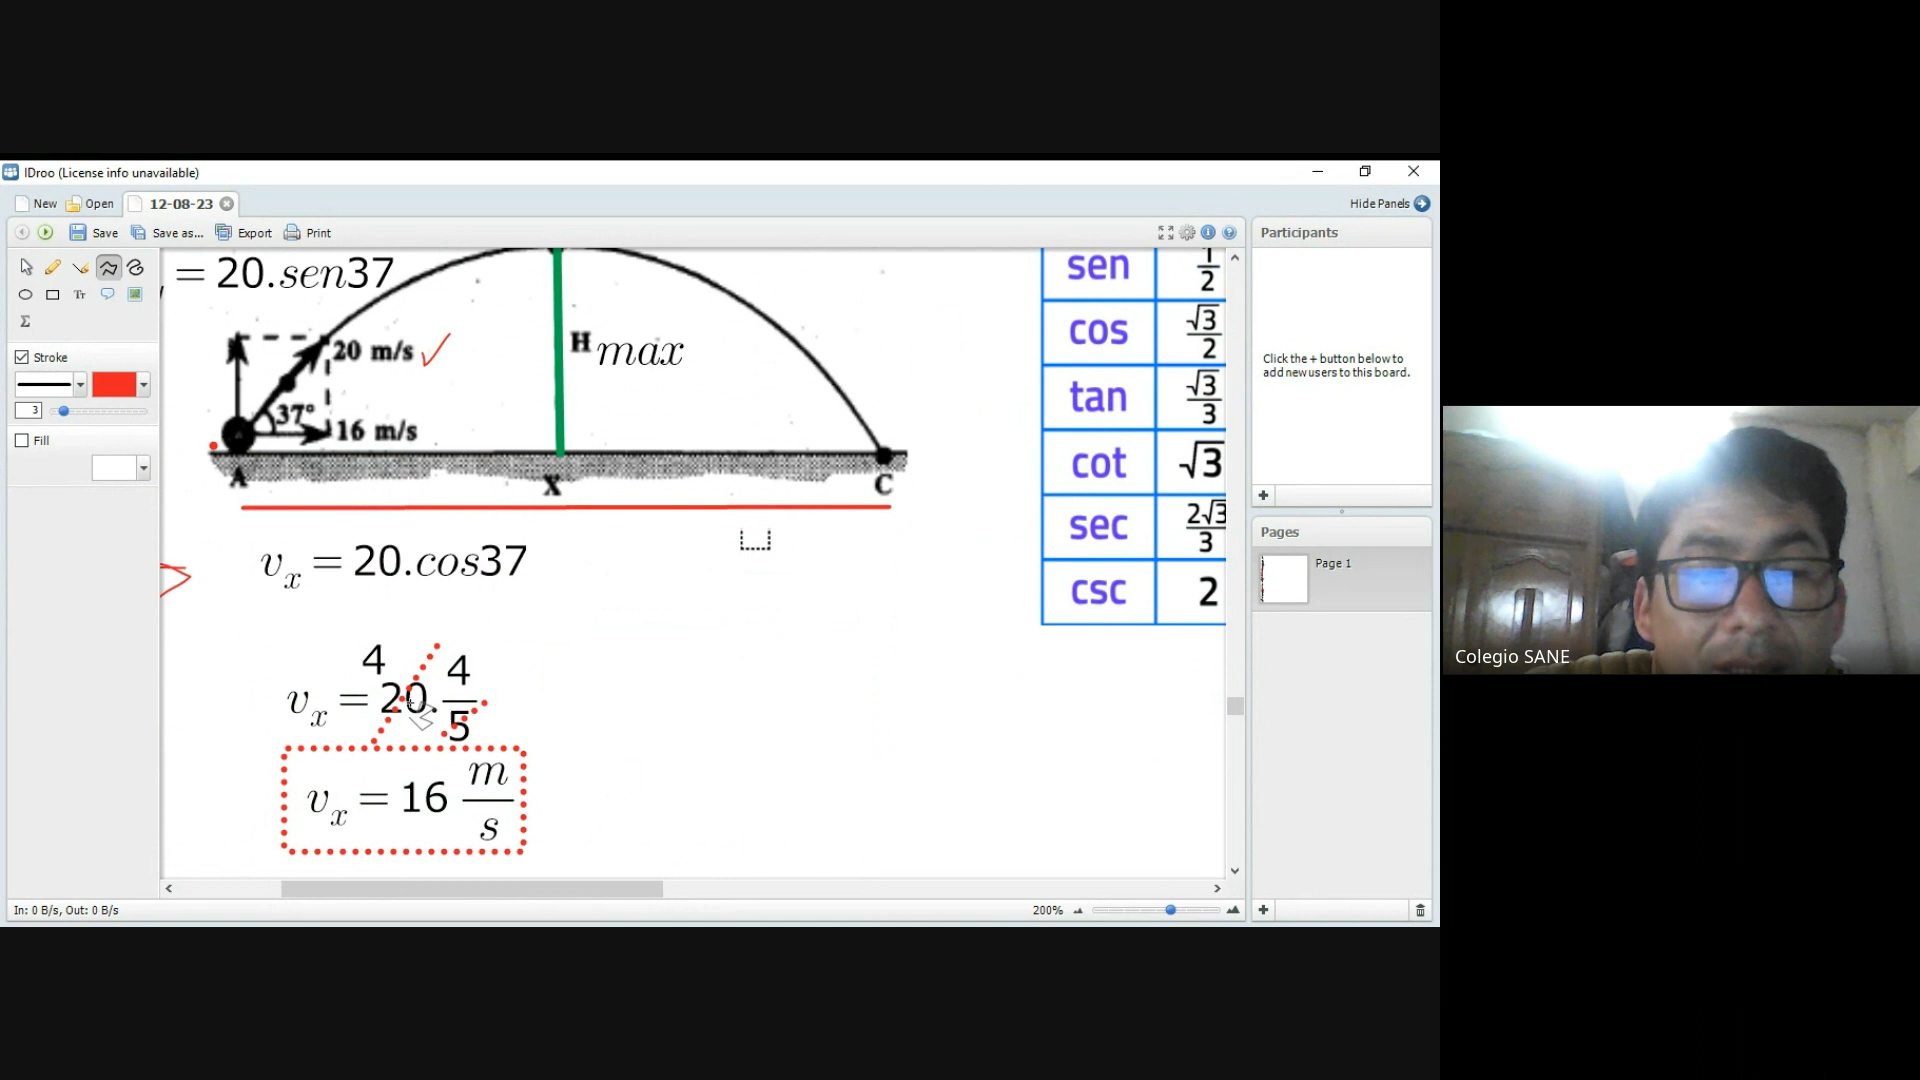 IDroo (License info unavailable)
New
Open
12-08-23
Hide Panels
Save
Save as...
Export
Print
Participants
= 20.sen37
20 m/s
H max
37°
16 m/s
A
X
C
sen 1/2
cos √3/2
tan √3/3
cot √3
sec 2√3/3
csc 2
Stroke
3
Fill
Click the + button below to
add new users to this board.
Pages
Page 1
v_x = 20.cos37
4
v_x = 20. 4/5
v_x = 16 m/s
Colegio SANE
In: 0 B/s, Out: 0 B/s
200%